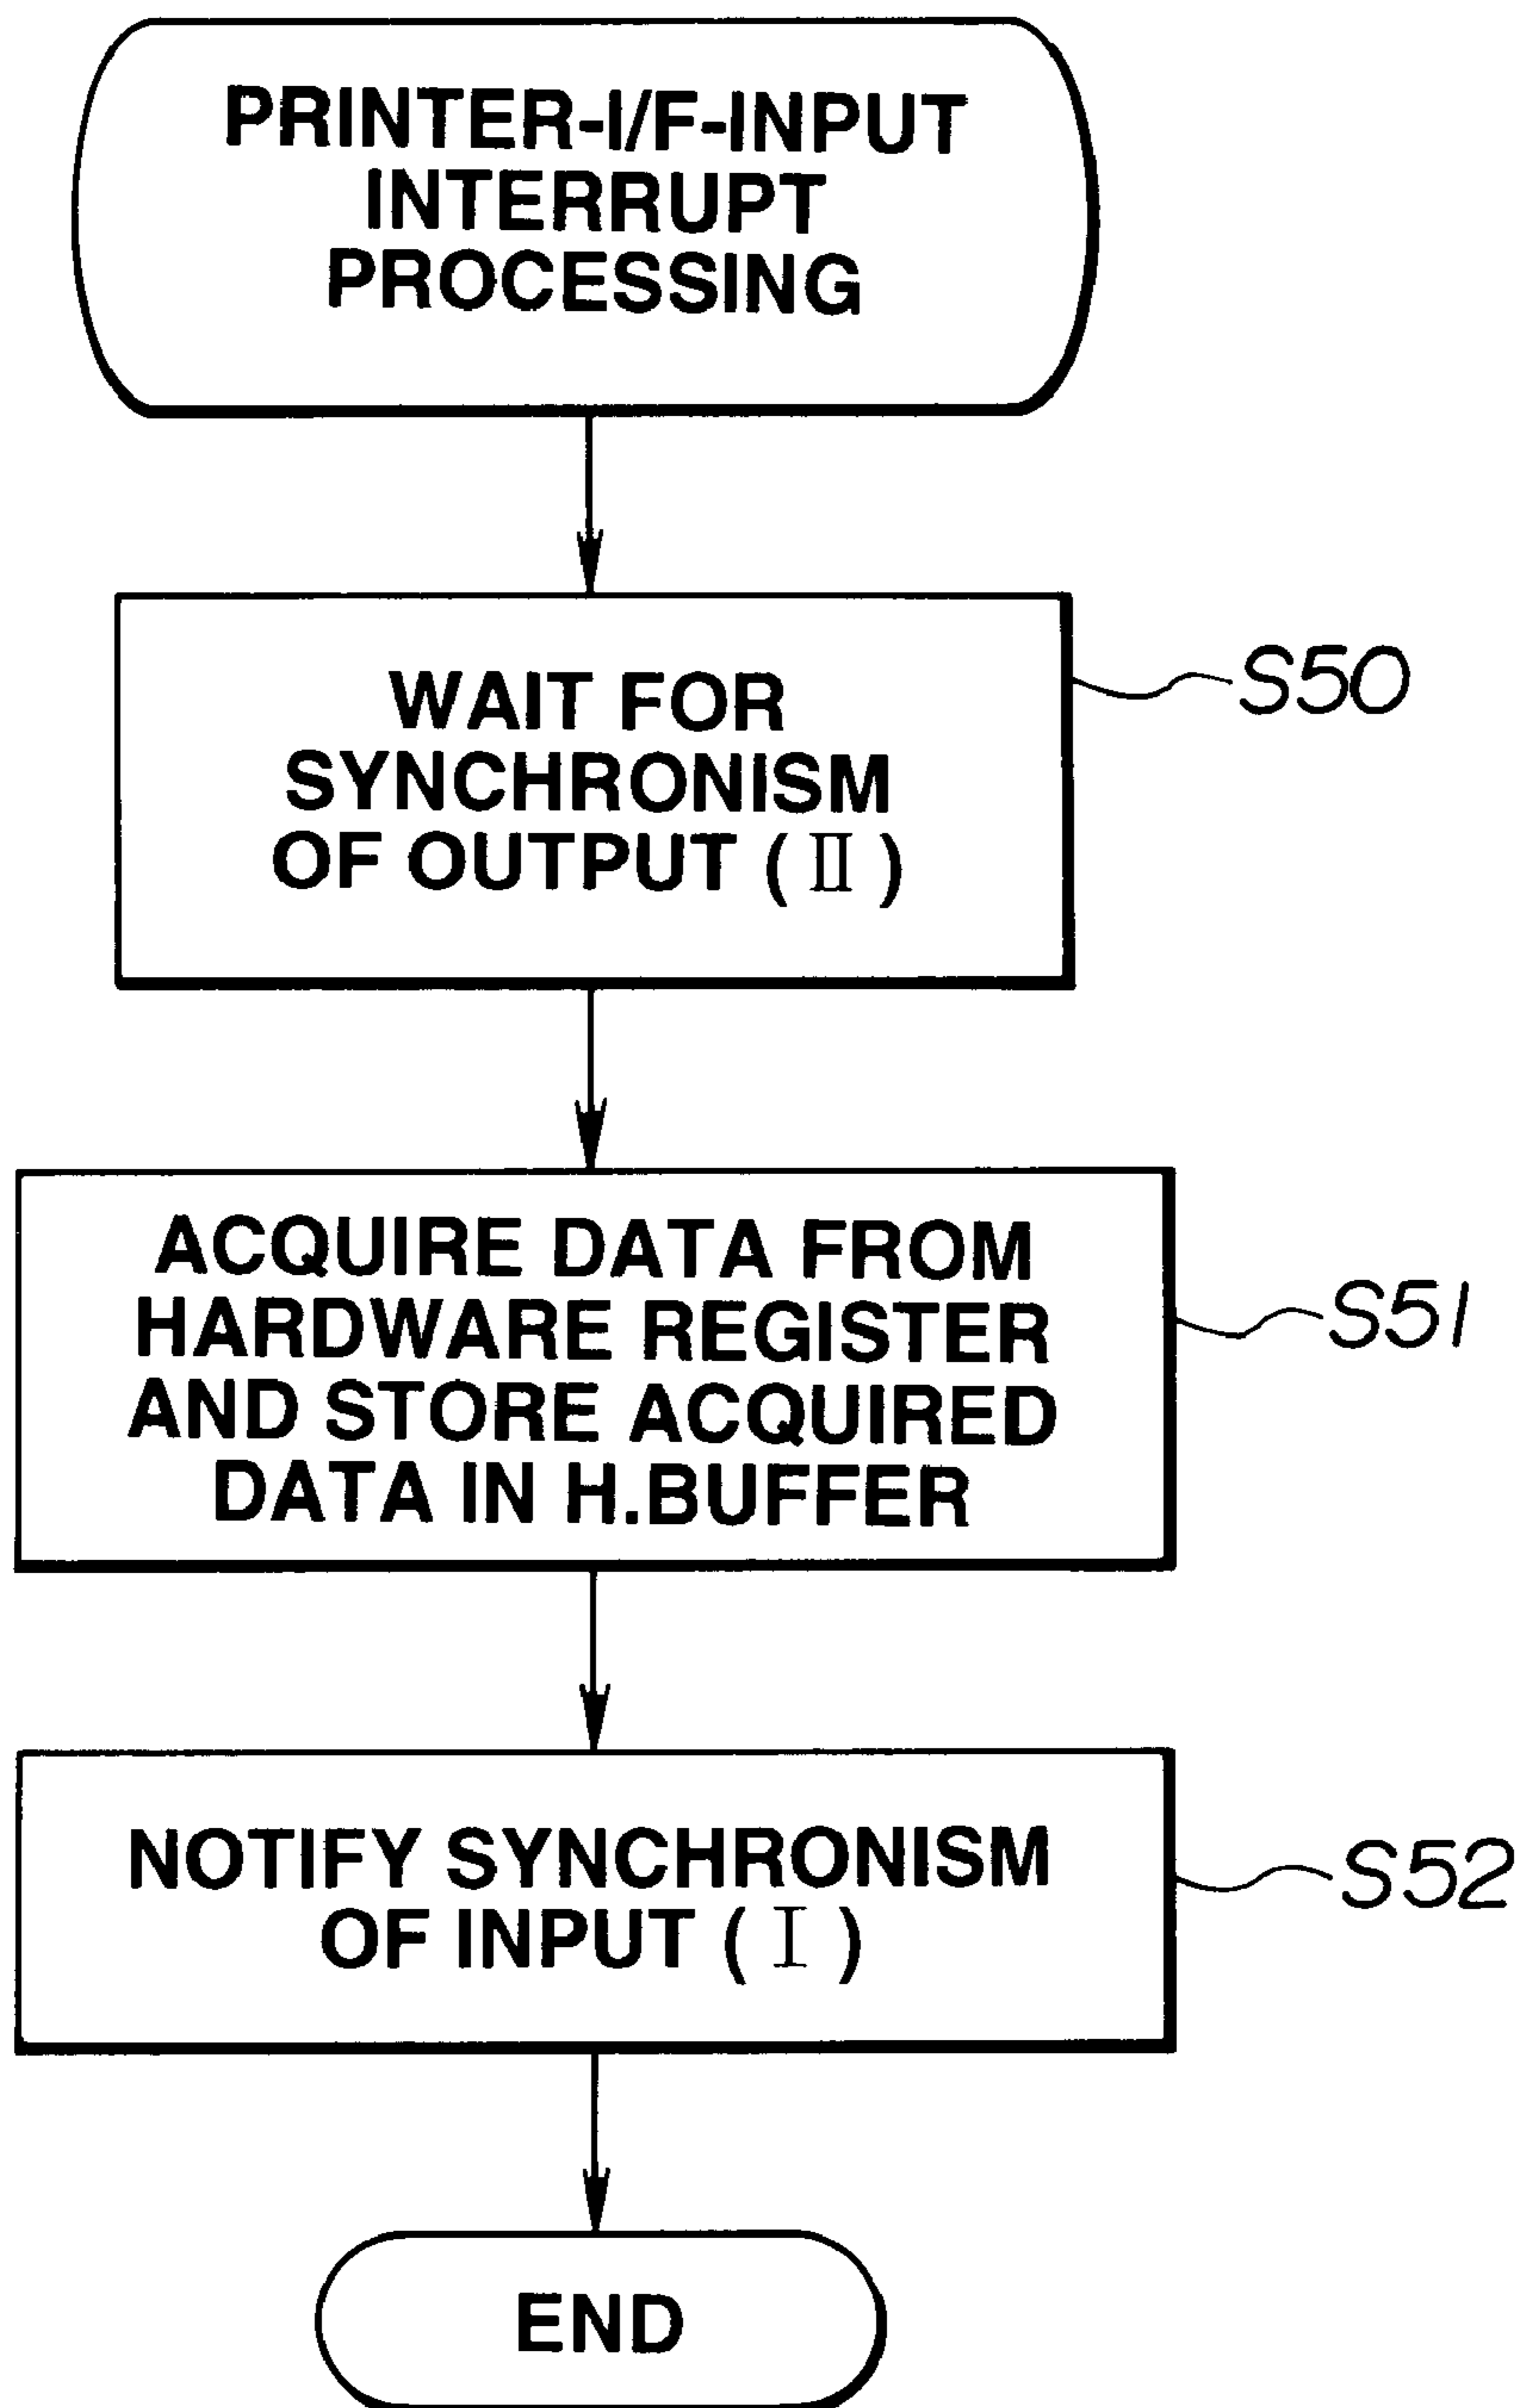 PRINTER-I/F-INPUT
INTERRUPT
PROCESSING
WAIT FOR
SYNCHRONISM
OF OUTPUT (Ⅱ)
S50
ACQUIRE DATA FROM
HARDWARE REGISTER
AND STORE ACQUIRED
DATA IN H.BUFFER
S51
NOTIFY SYNCHRONISM
OF INPUT (Ⅰ)
S52
END